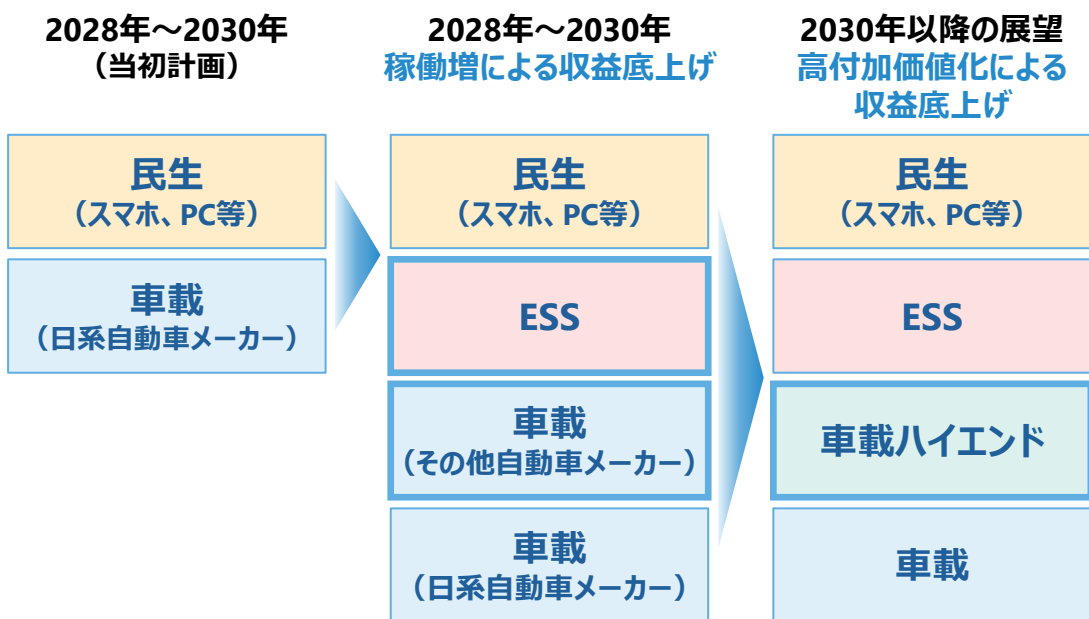 2028年～2030年
（当初計画）
民生
（スマホ、PC等）
車載
（日系自動車メーカー）
2028年～2030年
稼働増による収益底上げ
民生
（スマホ、PC等）
ESS
車載
（その他自動車メーカー）
車載
（日系自動車メーカー）
2030年以降の展望
高付加価値化による
収益底上げ
民生
（スマホ、PC等）
ESS
車載ハイエンド
車載